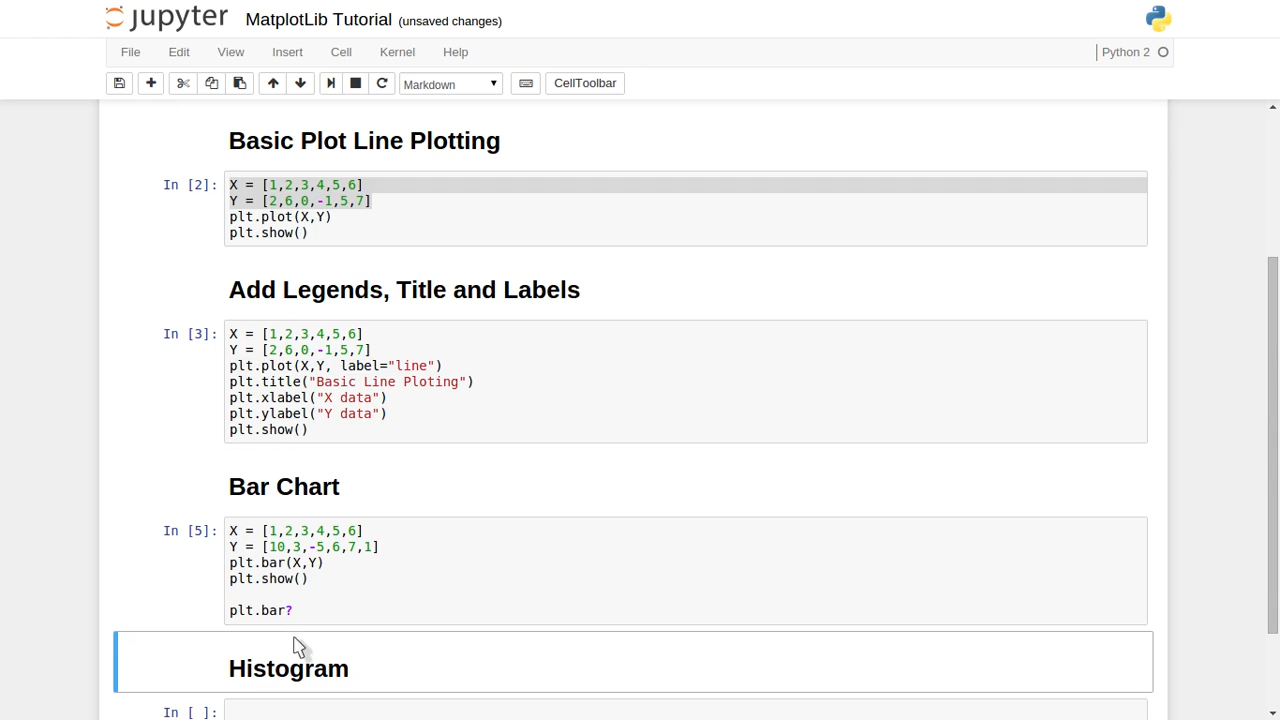 jupyter MatplotLib Tutorial (unsaved changes)
File Edit View Insert Cell Kernel Help Python 2
Markdown CellToolbar
Basic Plot Line Plotting
In [2]: X = [1,2,3,4,5,6]
Y = [2,6,0,-1,5,7]
plt.plot(X,Y)
plt.show()
Add Legends, Title and Labels
In [3]: X = [1,2,3,4,5,6]
Y = [2,6,0,-1,5,7]
plt.plot(X,Y, label="line")
plt.title("Basic Line Ploting")
plt.xlabel("X data")
plt.ylabel("Y data")
plt.show()
Bar Chart
In [5]: X = [1,2,3,4,5,6]
Y = [10,3,-5,6,7,1]
plt.bar(X,Y)
plt.show()
plt.bar?
Histogram
In [ ]: